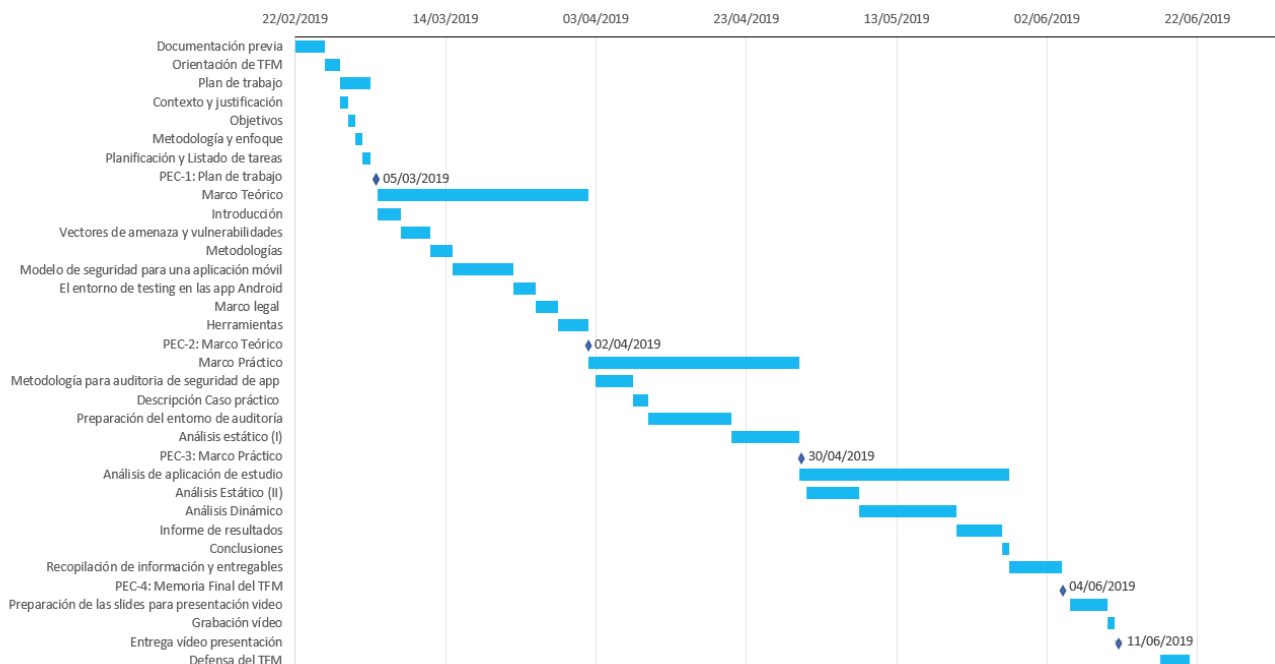 22/02/2019 14/03/2019 03/04/2019 23/04/2019 13/05/2019 02/06/2019 22/06/2019
Documentación previa
Orientación de TFM
Plan de trabajo
Contexto y justificación
Objetivos
Metodología y enfoque
Planificación y Listado de tareas
PEC-1: Plan de trabajo 05/03/2019
Marco Teórico
Introducción
Vectores de amenaza y vulnerabilidades
Metodologías
Modelo de seguridad para una aplicación móvil
El entorno de testing en las app Android
Marco legal
Herramientas
PEC-2: Marco Teórico 02/04/2019
Marco Práctico
Metodología para auditoria de seguridad de app
Descripción Caso práctico
Preparación del entorno de auditoría
Análisis estático (I)
PEC-3: Marco Práctico 30/04/2019
Análisis de aplicación de estudio
Análisis Estático (II)
Análisis Dinámico
Informe de resultados
Conclusiones
Recopilación de información y entregables
PEC-4: Memoria Final del TFM 04/06/2019
Preparación de las slides para presentación video
Grabación vídeo
Entrega vídeo presentación 11/06/2019
Defensa del TFM